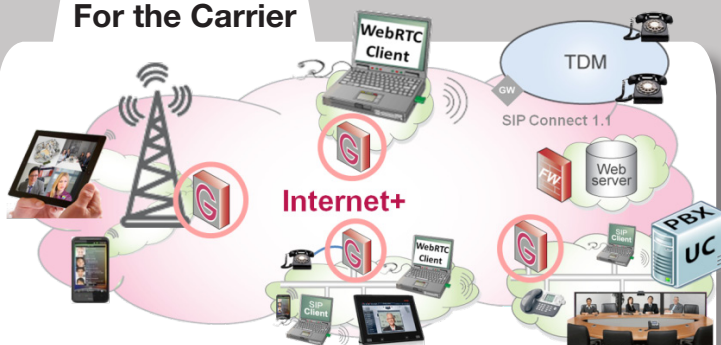 For the Carrier
WebRTC
Client
TDM
GW
SIP Connect 1.1
G
FW
Web
server
G
Internet+
PBX
UC
SIP
Client
G
WebRTC
Client
G
SIP
Client